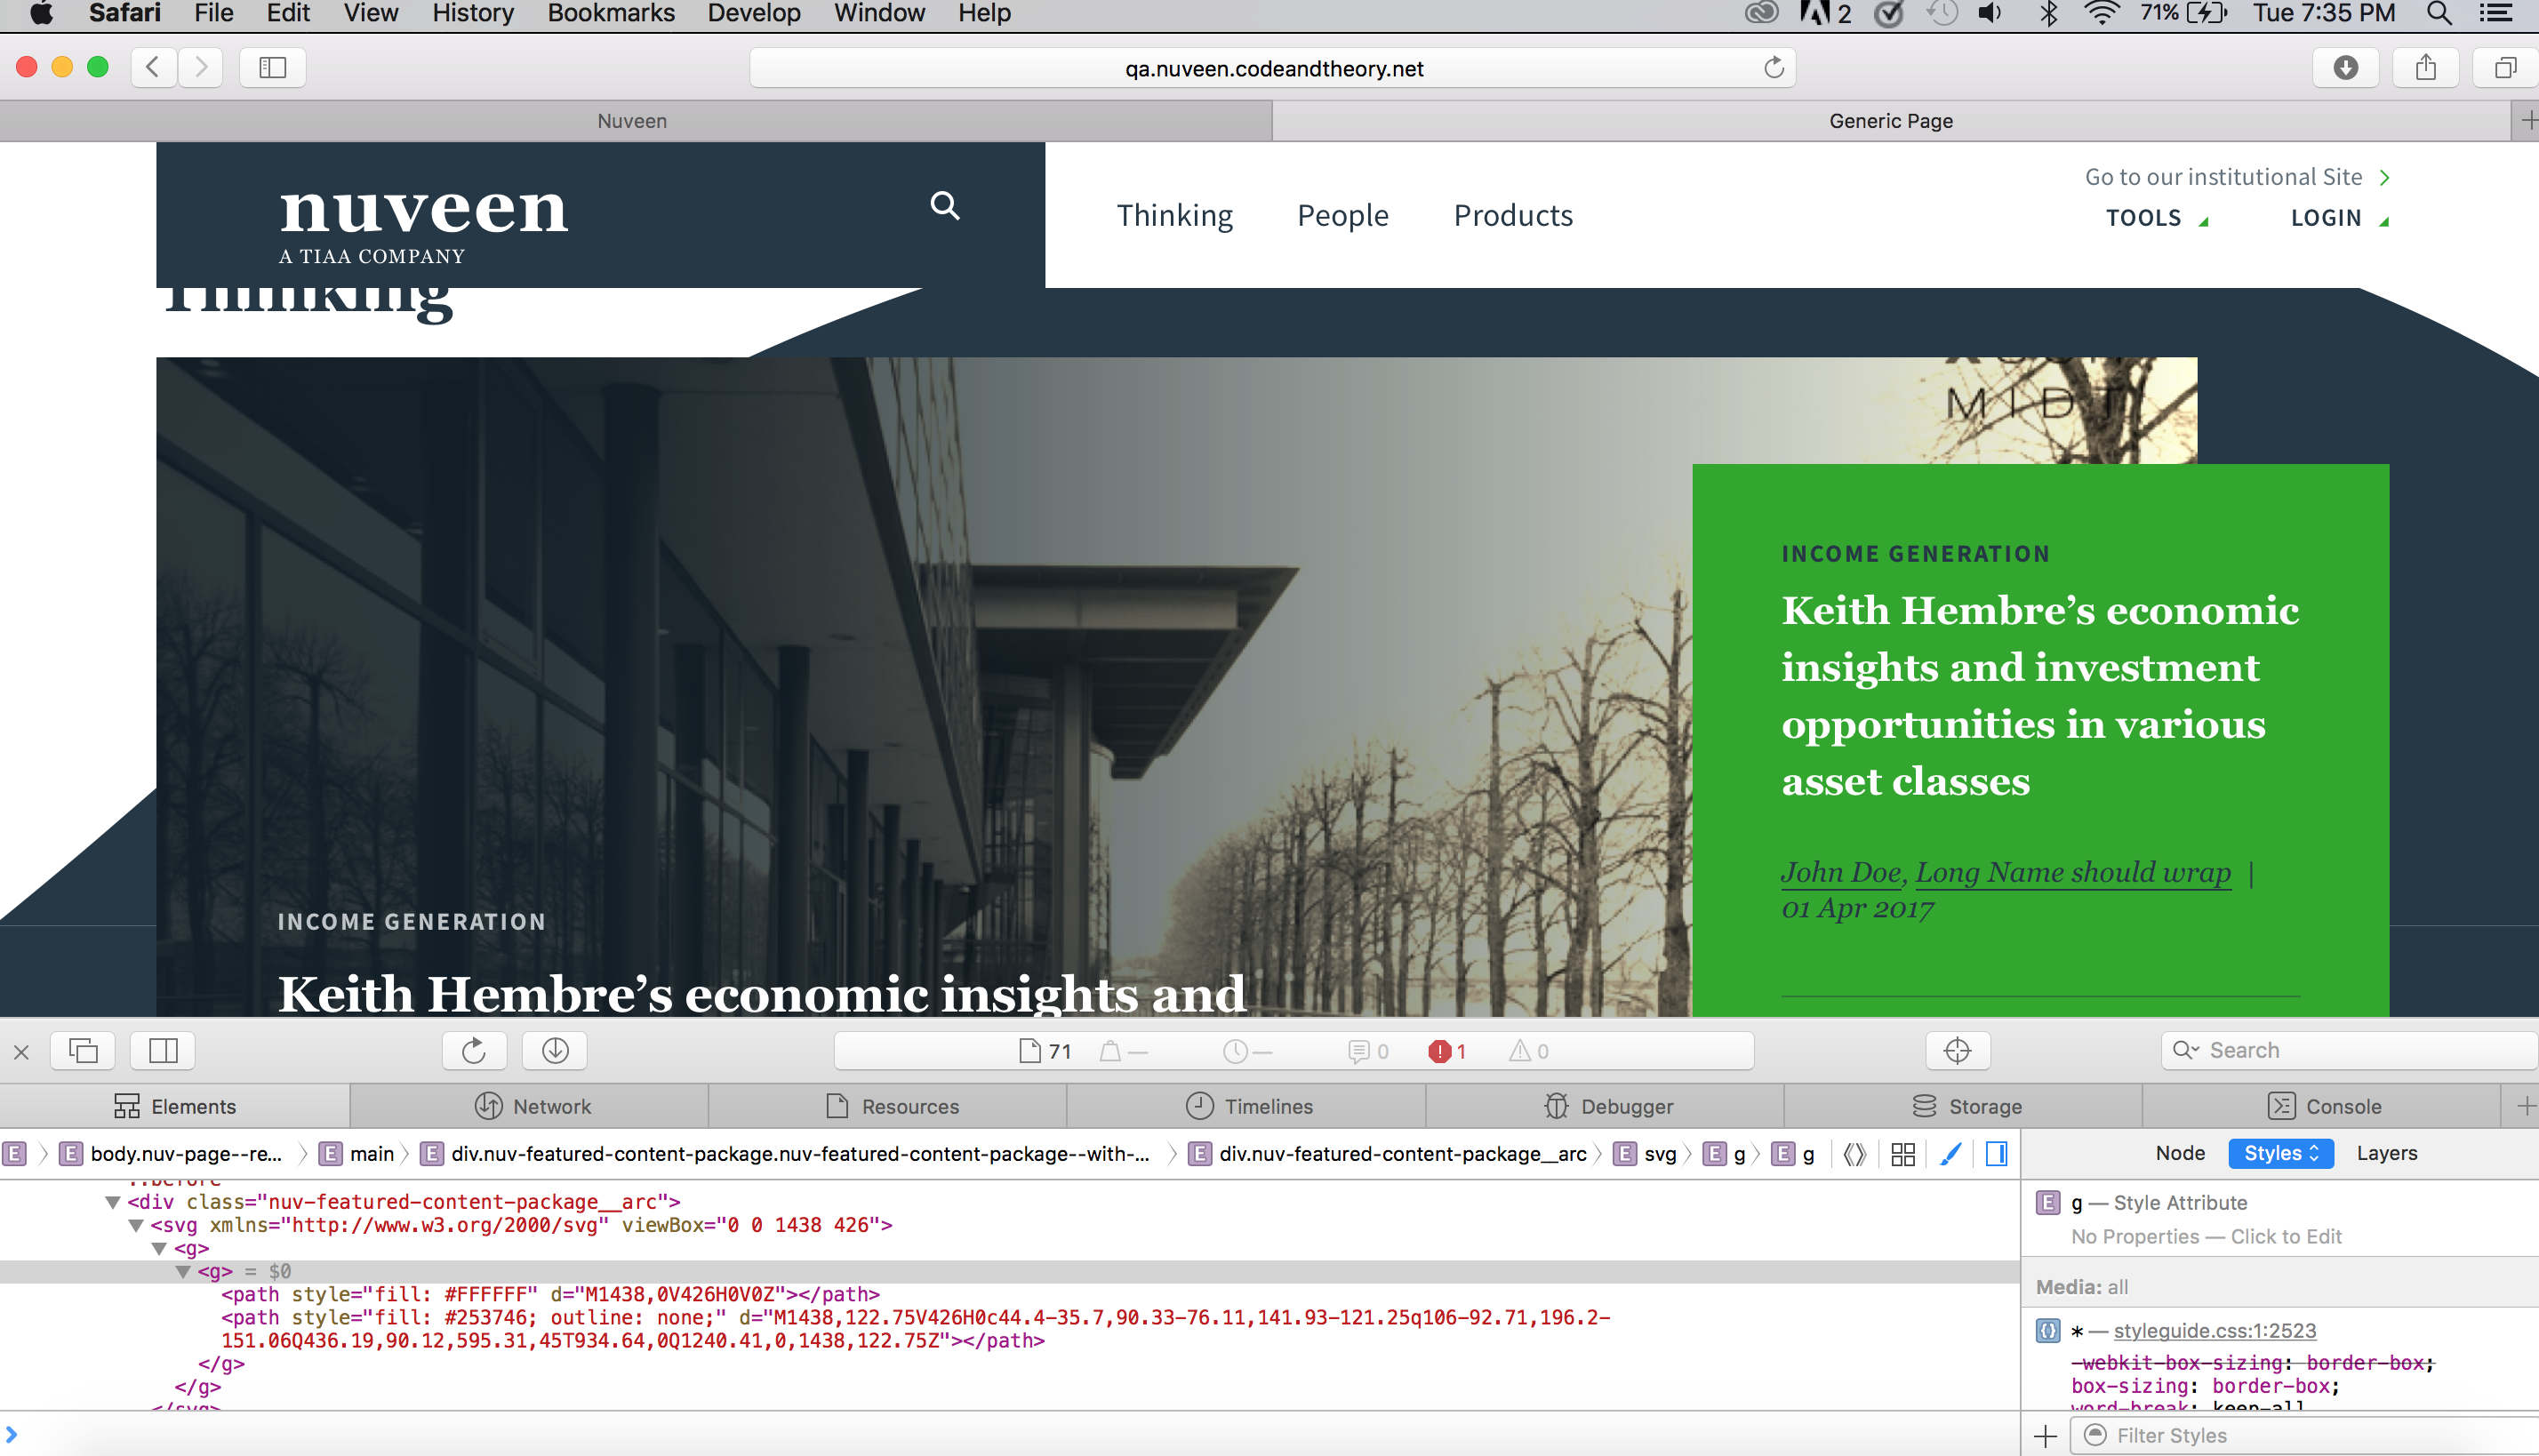 Safari File Edit View History Bookmarks Develop Window Help 2 71% Tue 7:35 PM
qa.nuveen.codeandtheory.net
Nuveen
Generic Page
nuveen
A TIAA COMPANY
Thinking People Products
Go to our institutional Site
TOOLS LOGIN
Thinking
MIDT
INCOME GENERATION
Keith Hembre’s economic
insights and investment
opportunities in various
asset classes
John Doe, Long Name should wrap |
01 Apr 2017
INCOME GENERATION
Keith Hembre’s economic insights and
71 — — 0 1 0
Search
Elements Network Resources Timelines Debugger Storage Console
E E body.nuv-page--re... E main E div.nuv-featured-content-package.nuv-featured-content-package--with-... E div.nuv-featured-content-package__arc E svg E g E g
Node Styles Layers
::before
<div class="nuv-featured-content-package__arc">
<svg xmlns="http://www.w3.org/2000/svg" viewBox="0 0 1438 426">
<g>
<g> = $0
<path style="fill: #FFFFFF" d="M1438,0V426H0V0Z"></path>
<path style="fill: #253746; outline: none;" d="M1438,122.75V426H0c44.4-35.7,90.33-76.11,141.93-121.25q106-92.71,196.2-
151.06Q436.19,90.12,595.31,45T934.64,0Q1240.41,0,1438,122.75Z"></path>
</g>
</g>
</svg>
E g — Style Attribute
No Properties — Click to Edit
Media: all
* — styleguide.css:1:2523
-webkit-box-sizing: border-box;
box-sizing: border-box;
word-break: keep-all
Filter Styles